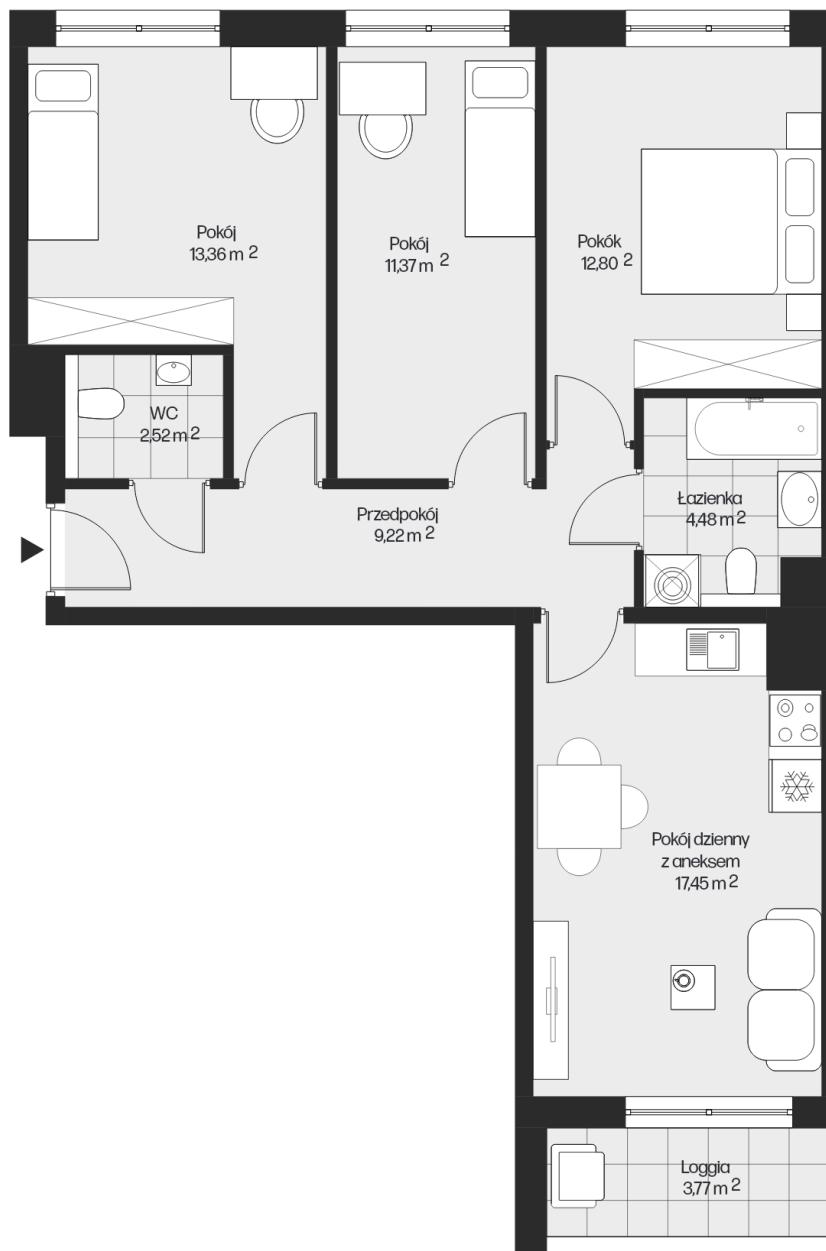 Pokój
13,36 m 2
Pokój
11,37 m 2
Pokók
12,80 2
WC
2,52 m 2
Przedpokój
9,22 m 2
Łazienka
4,48 m 2
Pokój dzienny
z aneksem
17,45 m 2
Loggia
3,77 m 2